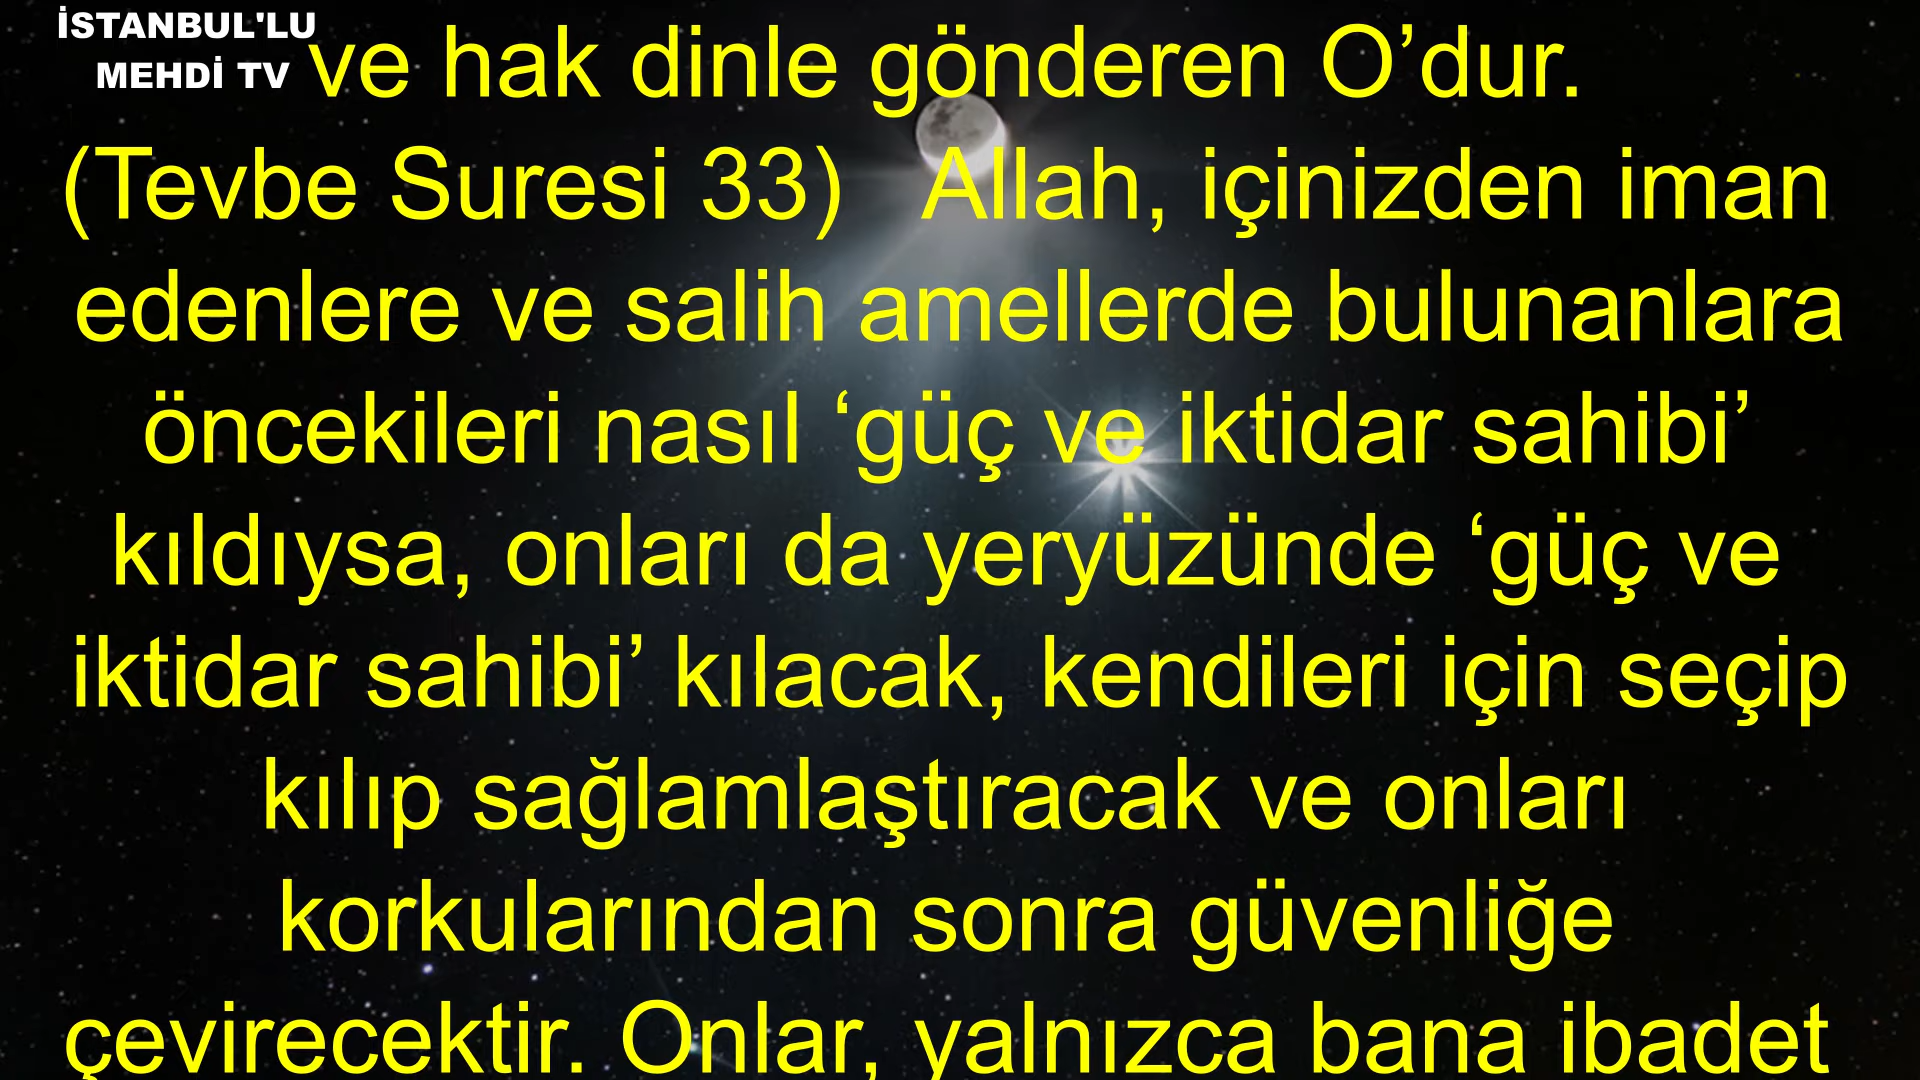 İSTANBUL'LU
MEHDİ TV
ve hak dinle gönderen O’dur.
(Tevbe Suresi 33) Allah, içinizden iman
edenlere ve salih amellerde bulunanlara
öncekileri nasıl ‘güç ve iktidar sahibi’
kıldıysa, onları da yeryüzünde ‘güç ve
iktidar sahibi’ kılacak, kendileri için seçip
kılıp sağlamlaştıracak ve onları
korkularından sonra güvenliğe
çevirecektir. Onlar, yalnızca bana ibadet